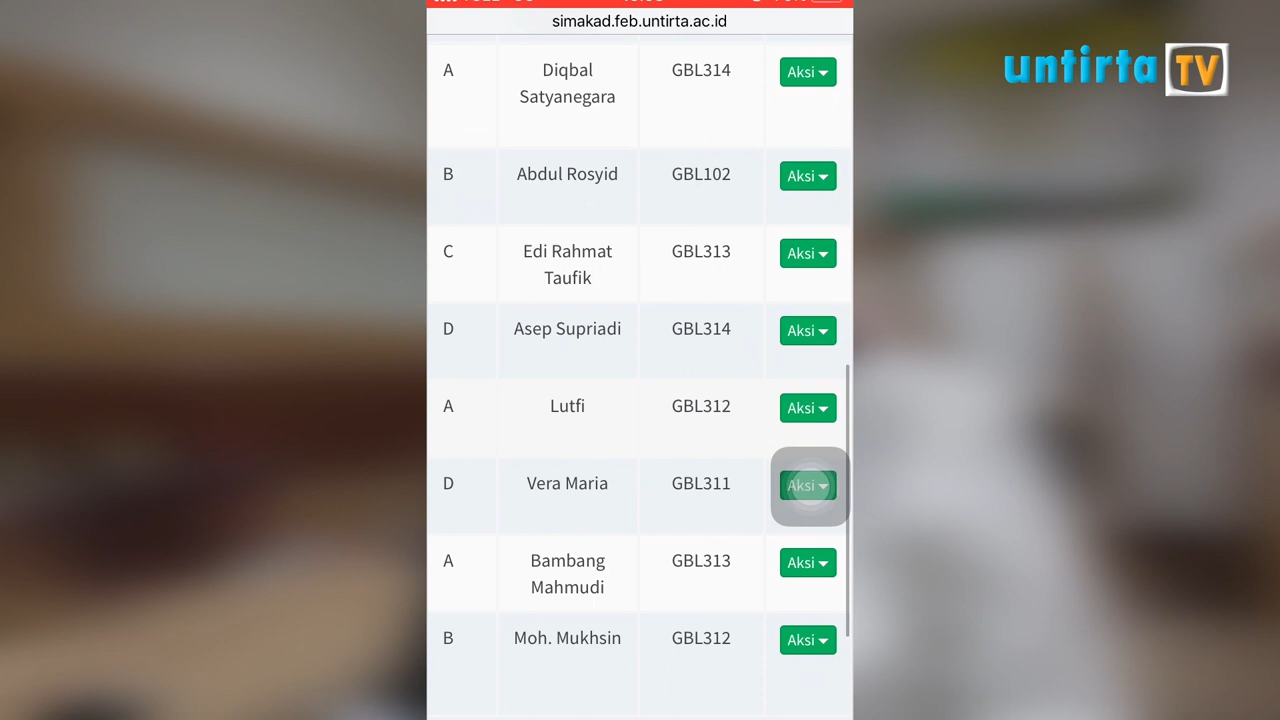 simakad.feb.untirta.ac.id
A Diqbal Satyanegara GBL314 Aksi
B Abdul Rosyid GBL102 Aksi
C Edi Rahmat Taufik GBL313 Aksi
D Asep Supriadi GBL314 Aksi
A Lutfi GBL312 Aksi
D Vera Maria GBL311 Aksi
A Bambang Mahmudi GBL313 Aksi
B Moh. Mukhsin GBL312 Aksi
untirta TV